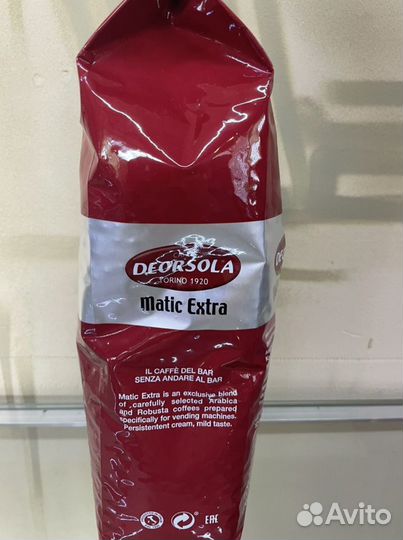 DEORSOLA
TORINO 1920
matic Extra
IL CAFFÈ DEL BAR
SENZA ANDARE AL BAR
Matic Extra is an exclusive blend
of carefully selected Arabica
and Robusta coffees prepared
specifically for vending machines.
Persistentent cream, mild taste.
EAC
Avito